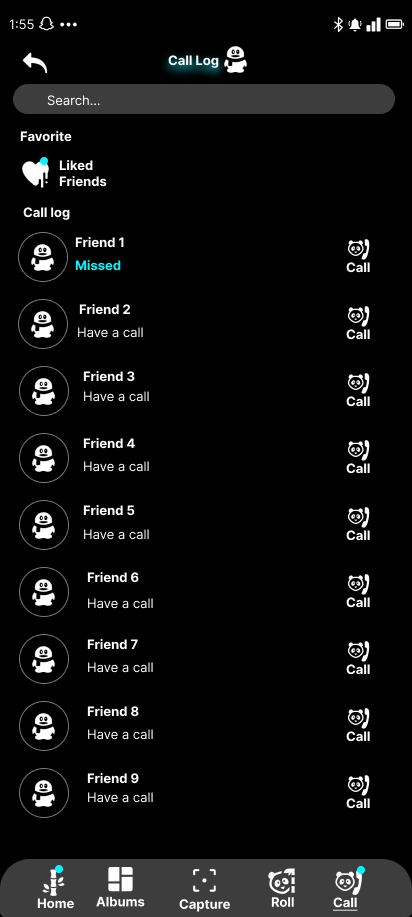 1:55
Call Log
Search...
Favorite
Liked
Friends
Call log
Friend 1
Missed
Call
Friend 2
Have a call
Call
Friend 3
Have a call
Call
Friend 4
Have a call
Call
Friend 5
Have a call
Call
Friend 6
Have a call
Call
Friend 7
Have a call
Call
Friend 8
Have a call
Call
Friend 9
Have a call
Call
Home Albums Capture Roll Call